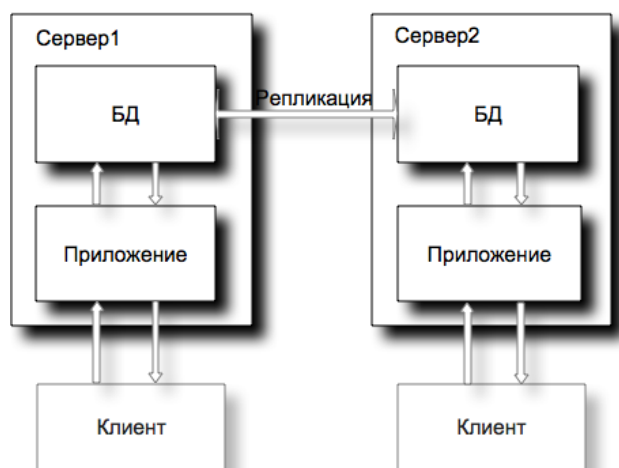 Сервер1
Сервер2
БД
Репликация
БД
Приложение
Приложение
Клиент
Клиент